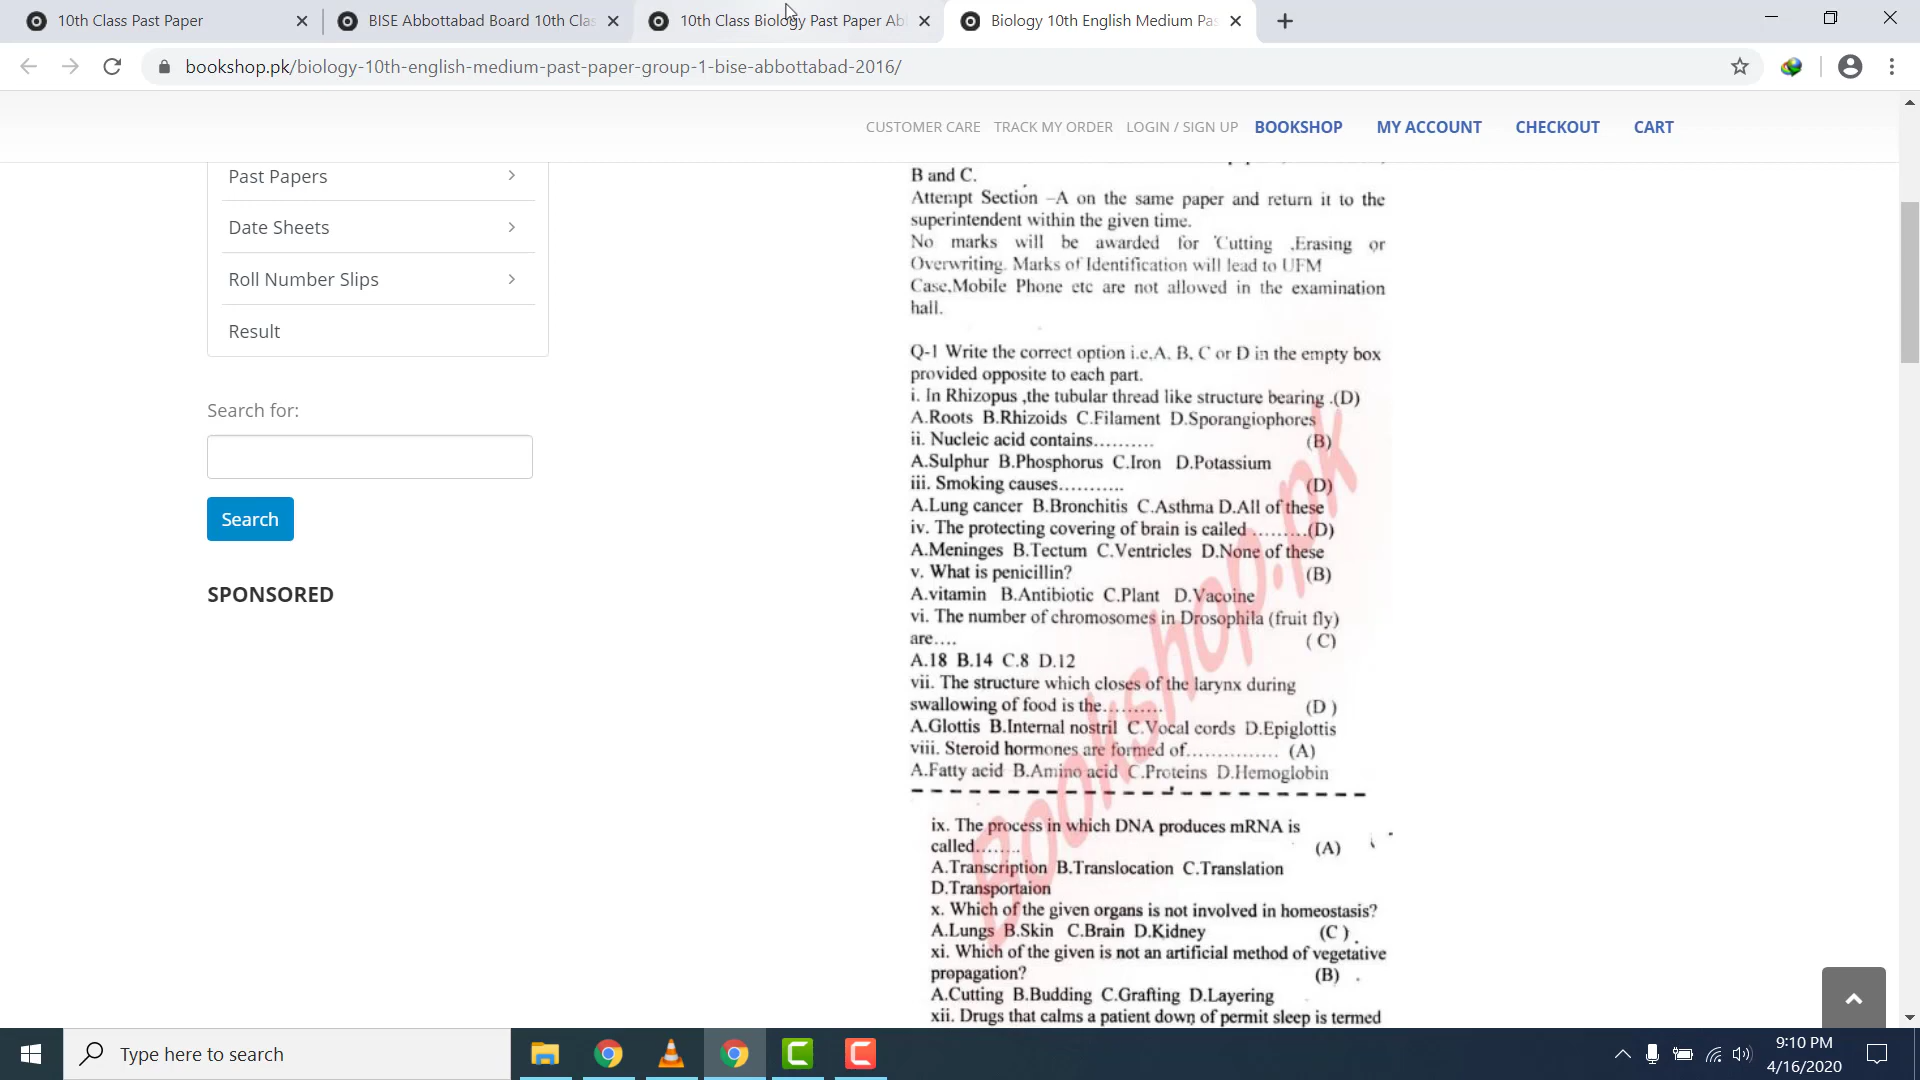 10th Class Past Paper
BISE Abbottabad Board 10th Clas
10th Class Biology Past Paper Ab
Biology 10th English Medium Pas
bookshop.pk/biology-10th-english-medium-past-paper-group-1-bise-abbottabad-2016/
CUSTOMER CARE TRACK MY ORDER LOGIN / SIGN UP BOOKSHOP MY ACCOUNT CHECKOUT CART
Past Papers
Date Sheets
Roll Number Slips
Result
Search for:
Search
SPONSORED
B and C.
Attempt Section –A on the same paper and return it to the
superintendent within the given time.
No marks will be awarded for Cutting ,Erasing or
Overwriting. Marks of Identification will lead to UFM
Case,Mobile Phone etc are not allowed in the examination
hall.
Q-1 Write the correct option i.e,A, B, C or D in the empty box
provided opposite to each part.
i. In Rhizopus ,the tubular thread like structure bearing .(D)
A.Roots B.Rhizoids C.Filament D.Sporangiophores
ii. Nucleic acid contains.......... (B)
A.Sulphur B.Phosphorus C.Iron D.Potassium
iii. Smoking causes........... (D)
A.Lung cancer B.Bronchitis C.Asthma D.All of these
iv. The protecting covering of brain is called .........(D)
A.Meninges B.Tectum C.Ventricles D.None of these
v. What is penicillin? (B)
A.vitamin B.Antibiotic C.Plant D.Vacoine
vi. The number of chromosomes in Drosophila (fruit fly)
are.... ( C)
A.18 B.14 C.8 D.12
vii. The structure which closes of the larynx during
swallowing of food is the.......... (D )
A.Glottis B.Internal nostril C.Vocal cords D.Epiglottis
viii. Steroid hormones are formed of............... (A)
A.Fatty acid B.Amino acid C.Proteins D.Hemoglobin
ix. The process in which DNA produces mRNA is
called........ (A)
A.Transcription B.Translocation C.Translation
D.Transportaion
x. Which of the given organs is not involved in homeostasis?
A.Lungs B.Skin C.Brain D.Kidney (C ) .
xi. Which of the given is not an artificial method of vegetative
propagation? (B) .
A.Cutting B.Budding C.Grafting D.Layering
xii. Drugs that calms a patient down of permit sleep is termed
Bookshop.pk
Type here to search
9:10 PM
4/16/2020